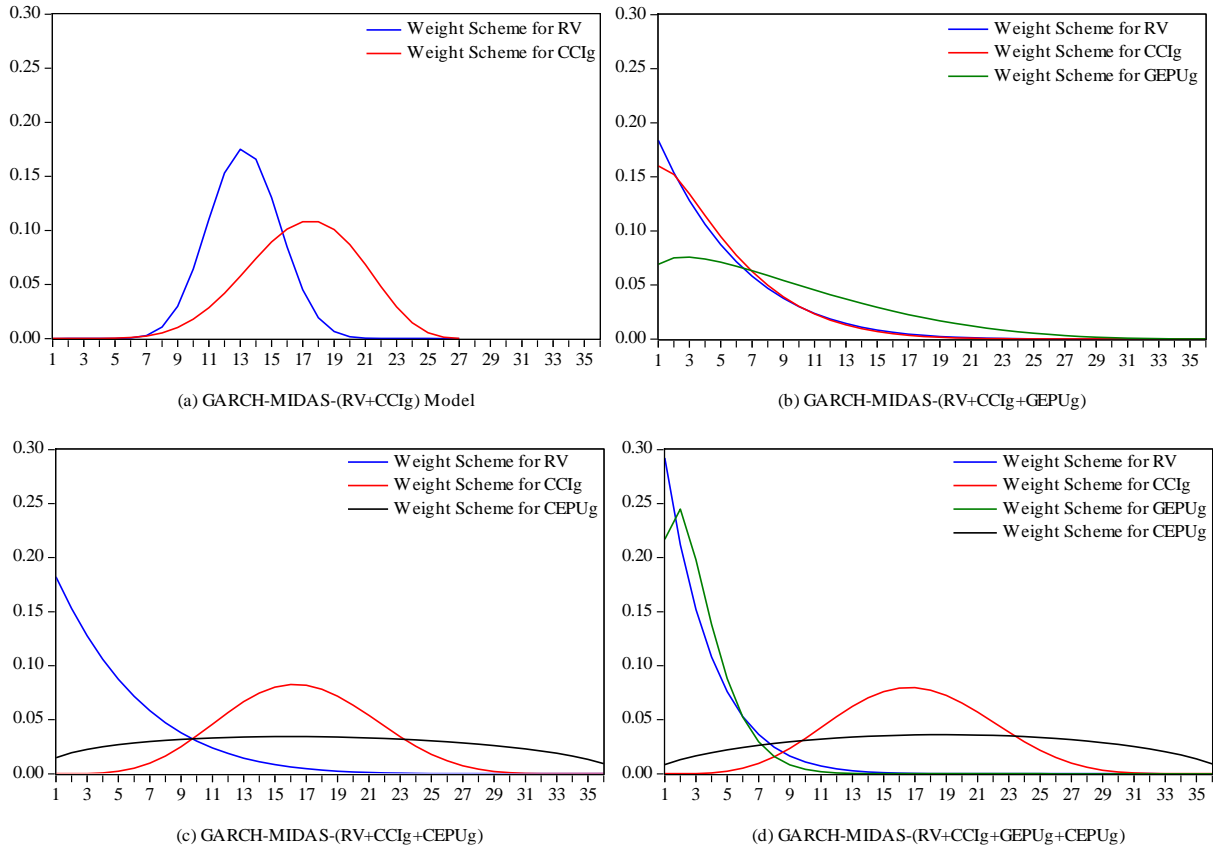 0.30
0.25
0.20
0.15
0.10
0.05
0.00
Weight Scheme for RV
Weight Scheme for CCIg
1 3 5 7 9 11 13 15 17 19 21 23 25 27 29 31 33 35
(a) GARCH-MIDAS-(RV+CCIg) Model
0.30
0.25
0.20
0.15
0.10
0.05
0.00
Weight Scheme for RV
Weight Scheme for CCIg
Weight Scheme for GEPUg
1 3 5 7 9 11 13 15 17 19 21 23 25 27 29 31 33 35
(b) GARCH-MIDAS-(RV+CCIg+GEPUg)
0.30
0.25
0.20
0.15
0.10
0.05
0.00
Weight Scheme for RV
Weight Scheme for CCIg
Weight Scheme for CEPUg
1 3 5 7 9 11 13 15 17 19 21 23 25 27 29 31 33 35
(c) GARCH-MIDAS-(RV+CCIg+CEPUg)
0.30
0.25
0.20
0.15
0.10
0.05
0.00
Weight Scheme for RV
Weight Scheme for CCIg
Weight Scheme for GEPUg
Weight Scheme for CEPUg
1 3 5 7 9 11 13 15 17 19 21 23 25 27 29 31 33 35
(d) GARCH-MIDAS-(RV+CCIg+GEPUg+CEPUg)